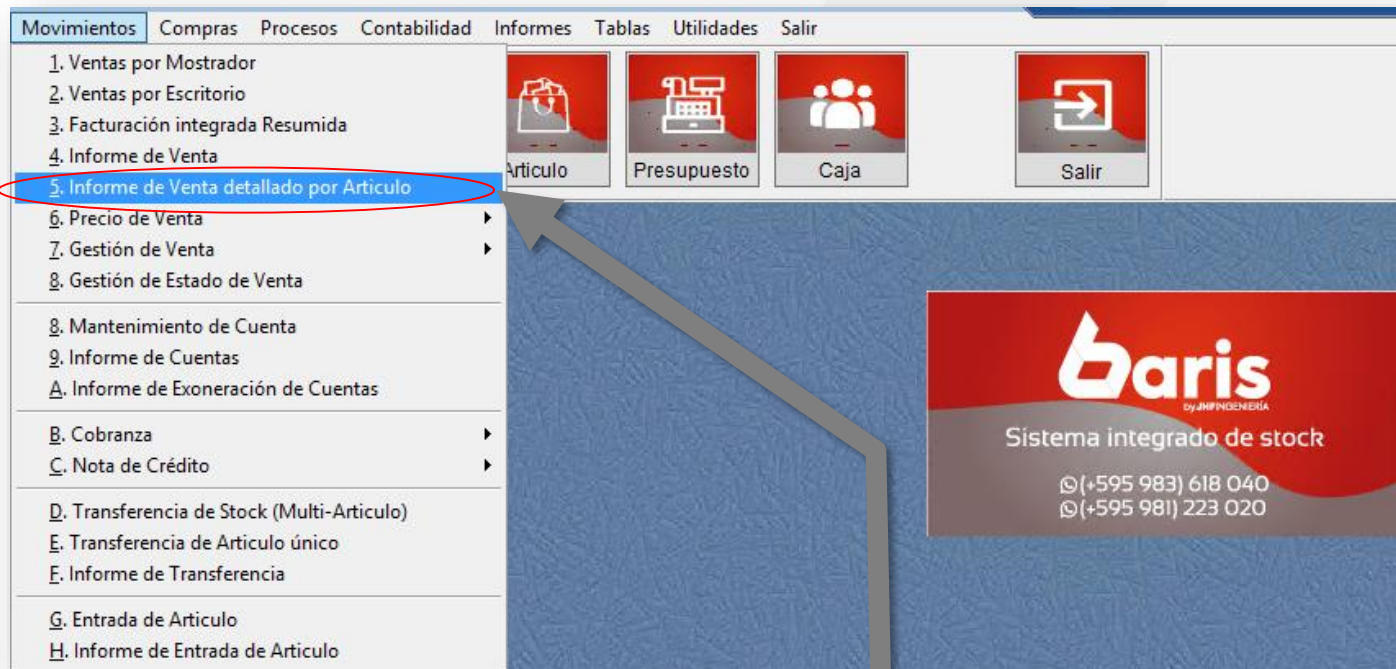 Movimientos Compras Procesos Contabilidad Informes Tablas Utilidades Salir
1. Ventas por Mostrador
2. Ventas por Escritorio
3. Facturación integrada Resumida
4. Informe de Venta
5. Informe de Venta detallado por Articulo
6. Precio de Venta
7. Gestión de Venta
8. Gestión de Estado de Venta
8. Mantenimiento de Cuenta
9. Informe de Cuentas
A. Informe de Exoneración de Cuentas
B. Cobranza
C. Nota de Crédito
D. Transferencia de Stock (Multi-Articulo)
E. Transferencia de Articulo único
F. Informe de Transferencia
G. Entrada de Articulo
H. Informe de Entrada de Articulo
Articulo Presupuesto Caja Salir
baris
by JHF INGENIERÍA
Sistema integrado de stock
(+595 983) 618 040
(+595 981) 223 020